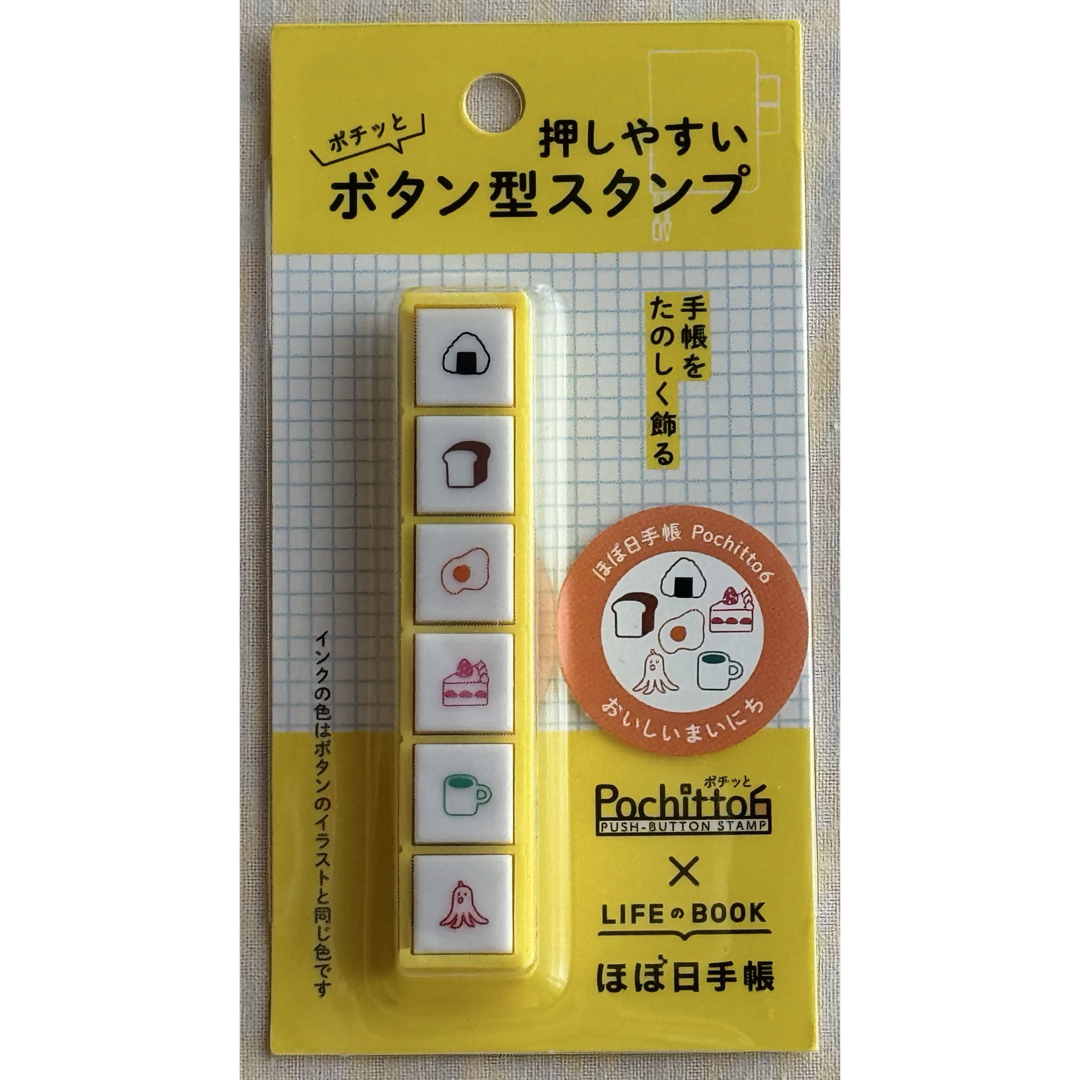 ポチッと
押しやすい
ボタン型スタンプ
手帳を
たのしく飾る
ほぼ日手帳 Pochitto6
おいしいまいにち
インクの色はボタンのイラストと同じ色です
ポチッと
Pochitto6
PUSH-BUTTON STAMP
×
LIFEのBOOK
ほぼ日手帳